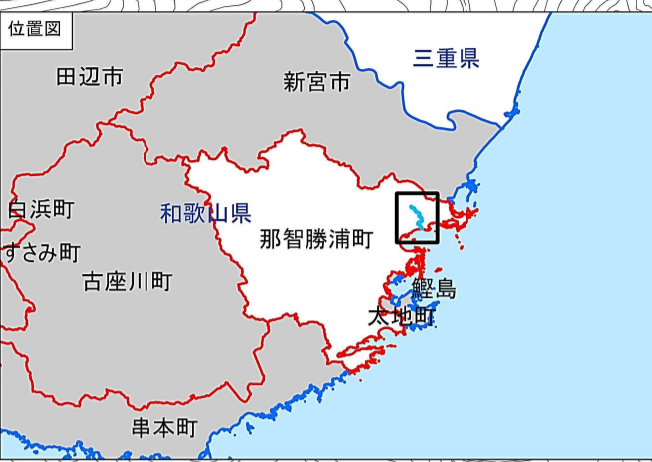 位置図
三重県
田辺市
新宮市
白浜町
和歌山県
那智勝浦町
すさみ町
古座川町
鰹島
太地町
串本町